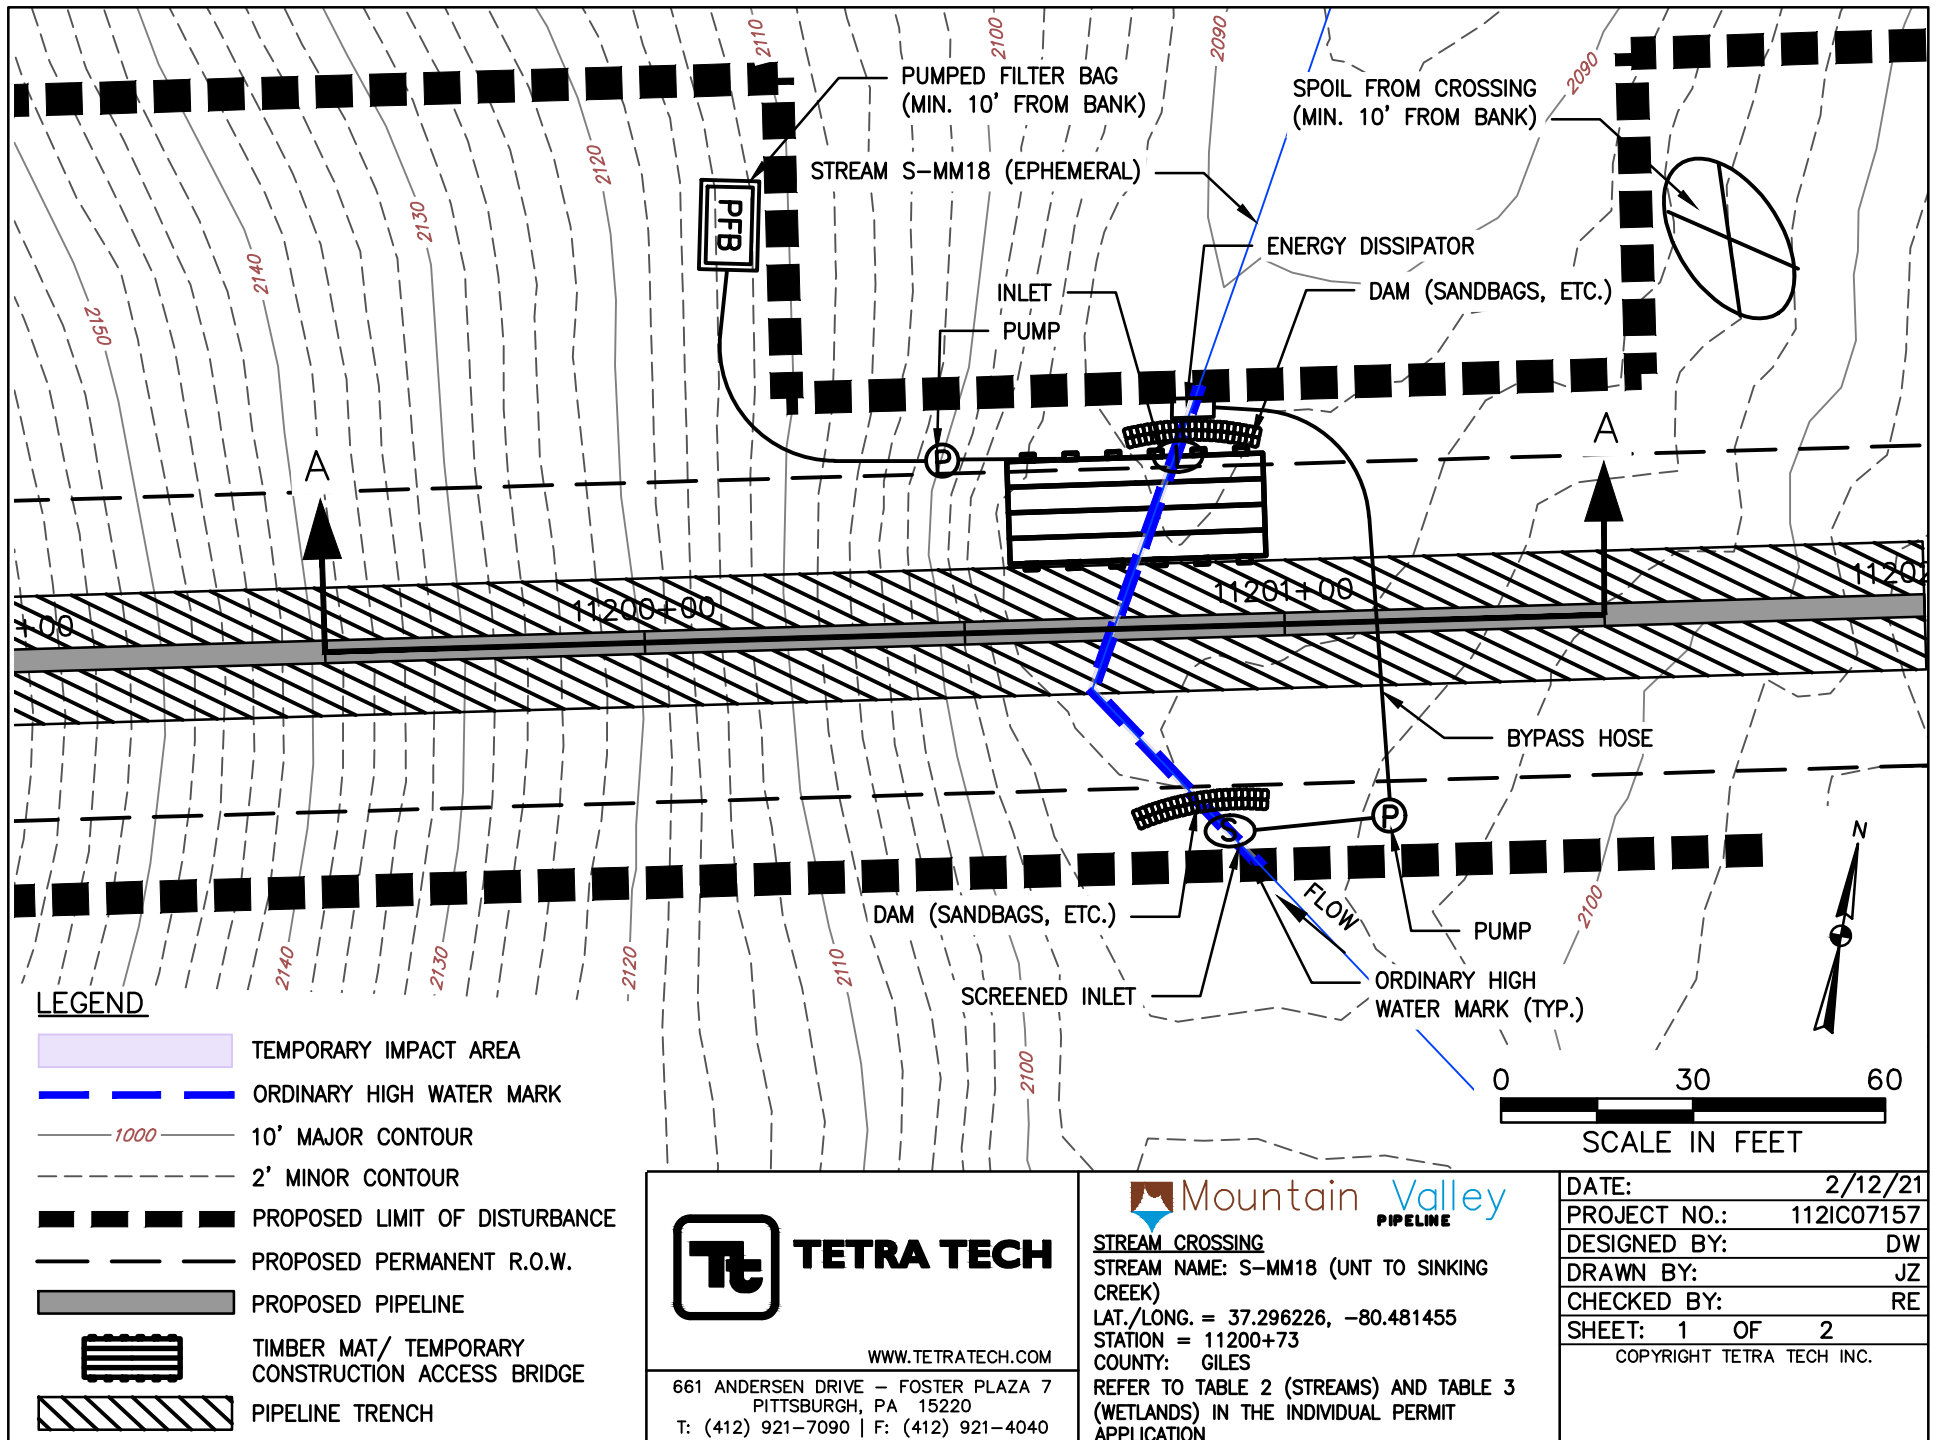 2110
2100
2090
2090
PUMPED FILTER BAG
(MIN. 10' FROM BANK)
SPOIL FROM CROSSING
(MIN. 10' FROM BANK)
STREAM S-MM18 (EPHEMERAL)
2120
2130
2140
2150
PFB
ENERGY DISSIPATOR
INLET
DAM (SANDBAGS, ETC.)
PUMP
A
A
P
I
11200+00
11201+00
+00
BYPASS HOSE
P
S
N
DAM (SANDBAGS, ETC.)
FLOW
PUMP
2100
2140
2130
2120
2110
2100
SCREENED INLET
ORDINARY HIGH
WATER MARK (TYP.)
LEGEND
TEMPORARY IMPACT AREA
ORDINARY HIGH WATER MARK
1000
10' MAJOR CONTOUR
2' MINOR CONTOUR
PROPOSED LIMIT OF DISTURBANCE
PROPOSED PERMANENT R.O.W.
PROPOSED PIPELINE
TIMBER MAT/ TEMPORARY
CONSTRUCTION ACCESS BRIDGE
PIPELINE TRENCH
0 30 60
SCALE IN FEET
Tt TETRA TECH
WWW.TETRATECH.COM
661 ANDERSEN DRIVE – FOSTER PLAZA 7
PITTSBURGH, PA 15220
T: (412) 921-7090 | F: (412) 921-4040
Mountain Valley
PIPELINE
STREAM CROSSING
STREAM NAME: S-MM18 (UNT TO SINKING
CREEK)
LAT./LONG. = 37.296226, -80.481455
STATION = 11200+73
COUNTY: GILES
REFER TO TABLE 2 (STREAMS) AND TABLE 3
(WETLANDS) IN THE INDIVIDUAL PERMIT
APPLICATION
DATE: 2/12/21
PROJECT NO.: 112IC07157
DESIGNED BY: DW
DRAWN BY: JZ
CHECKED BY: RE
SHEET: 1 OF 2
COPYRIGHT TETRA TECH INC.